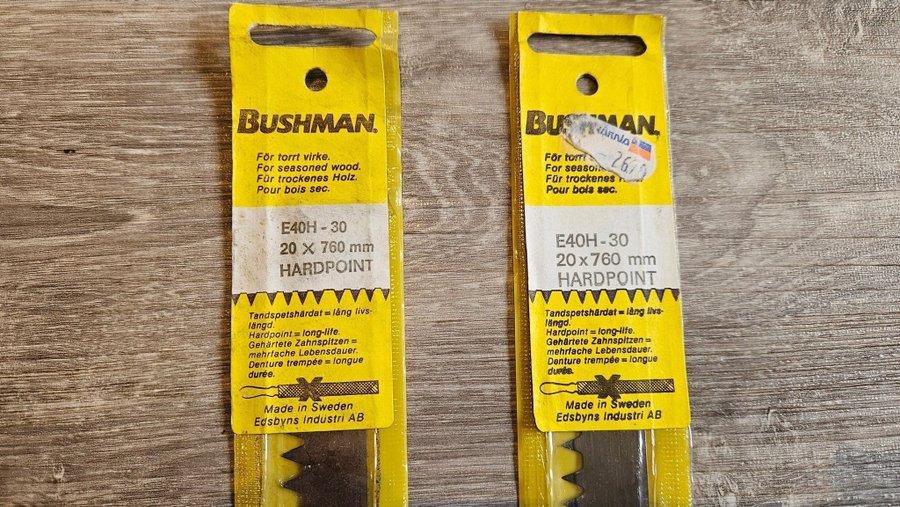 BUSHMAN.
För torrt virke.
For seasoned wood.
Für trockenes Holz.
Pour bois sec.
E40H - 30
20 x 760 mm
HARDPOINT
Tandspetshärdat = lång livs-
längd.
Hardpoint = long-life.
Gehärtete Zahnspitzen =
mehrfache Lebensdauer.
Denture trempée = longue
durée.
Made in Sweden
Edsbyns Industri AB
För torrt
For seasoned
Für trockenes
Pour bois sec.
E40H - 30
20 x 760 mm
HARDPOINT
Tandspetshärdat = lång livs-
längd.
Hardpoint = long-life.
Gehärtete Zahnspitzen =
mehrfache Lebensdauer.
Denture trempée = longue
durée.
Made in Sweden
Edsbyns Industri AB